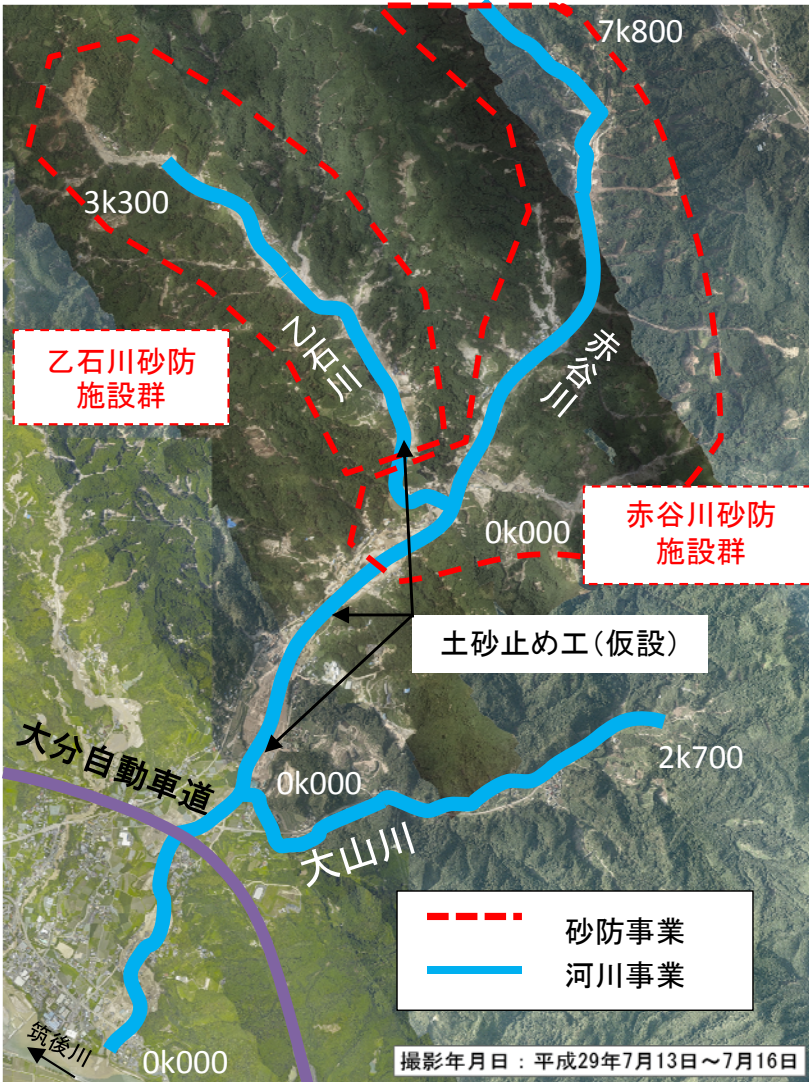 7k800
3k300
乙石川砂防
施設群
乙石川
赤谷川
0k000
赤谷川砂防
施設群
土砂止め工(仮設)
大分自動車道
0k000
2k700
大山川
砂防事業
河川事業
筑後川
0k000
撮影年月日:平成29年7月13日~7月16日